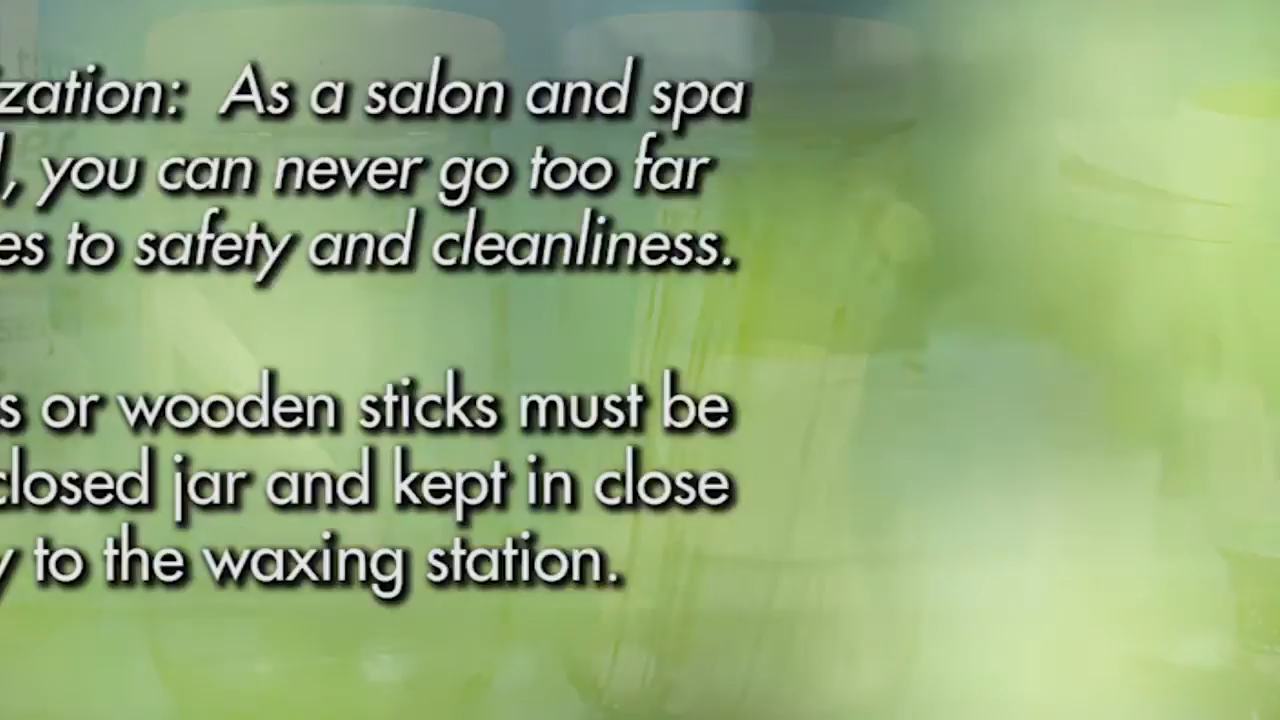 zation: As a salon and spa
, you can never go too far
es to safety and cleanliness.
s or wooden sticks must be
closed jar and kept in close
y to the waxing station.